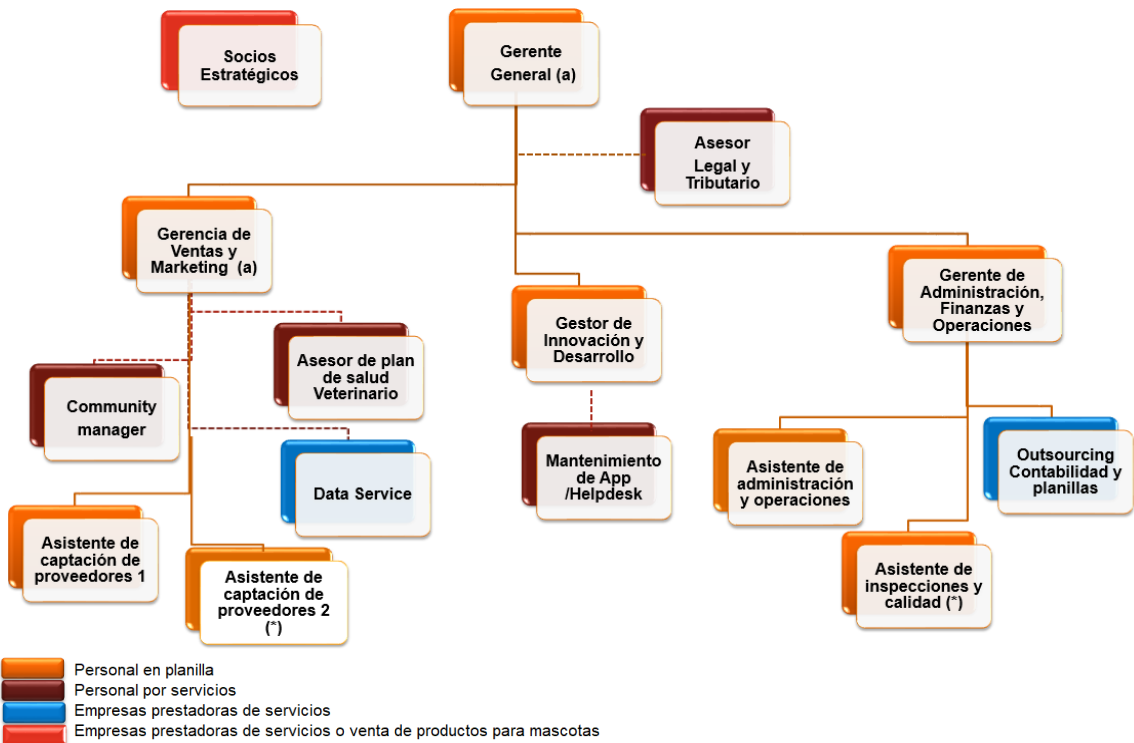 Socios
Estratégicos
Gerente
General (a)
Asesor
Legal y
Tributario
Gerencia de
Ventas y
Marketing (a)
Gerente de
Administración,
Finanzas y
Operaciones
Gestor de
Innovación y
Desarrollo
Asesor de plan
de salud
Veterinario
Community
manager
Data Service
Mantenimiento
de App
/Helpdesk
Asistente de
administración
y operaciones
Outsourcing
Contabilidad y
planillas
Asistente de
captación de
proveedores 1
Asistente de
captación de
proveedores 2
(*)
Asistente de
inspecciones y
calidad (*)
Personal en planilla
Personal por servicios
Empresas prestadoras de servicios
Empresas prestadoras de servicios o venta de productos para mascotas